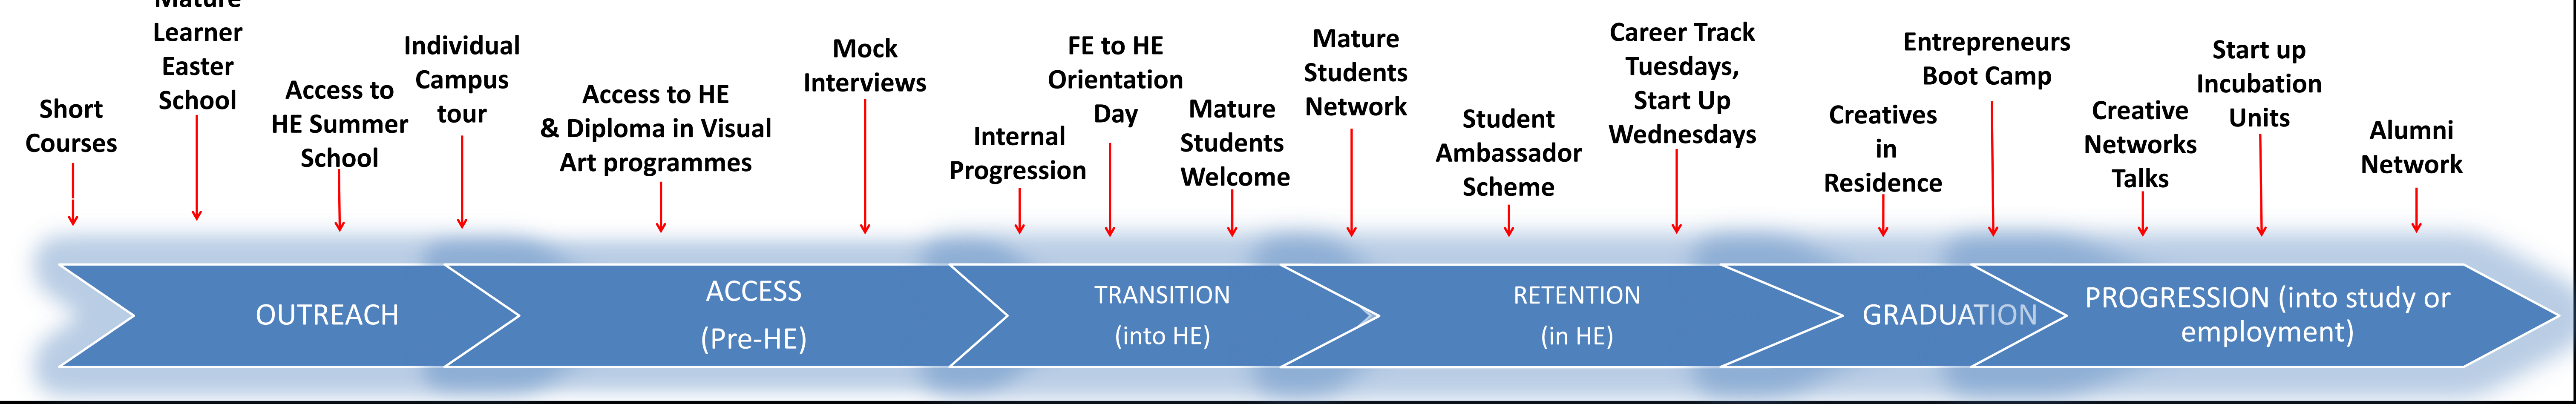 Short
Courses
Mature
Learner
Easter
School
Access to
HE Summer
School
Individual
Campus
tour
Access to HE
& Diploma in Visual
Art programmes
Mock
Interviews
Internal
Progression
FE to HE
Orientation
Day
Mature
Students
Welcome
Mature
Students
Network
Student
Ambassador
Scheme
Career Track
Tuesdays,
Start Up
Wednesdays
Creatives
in
Residence
Entrepreneurs
Boot Camp
Creative
Networks
Talks
Start up
Incubation
Units
Alumni
Network
OUTREACH
ACCESS
(Pre-HE)
TRANSITION
(into HE)
RETENTION
(in HE)
GRADUATION
PROGRESSION (into study or
employment)